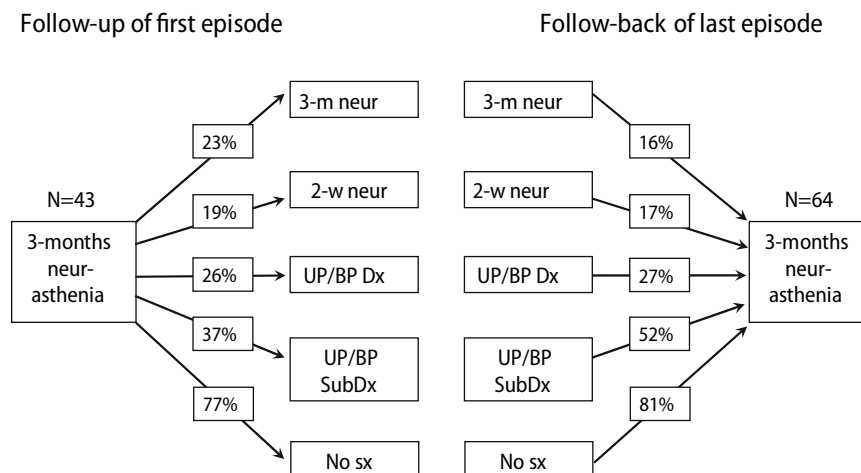 Follow-up of first episode
Follow-back of last episode
3-m neur
3-m neur
23%
16%
N=43
2-w neur
2-w neur
N=64
19%
17%
3-months
neur-
asthenia
3-months
neur-
asthenia
26%
UP/BP Dx
UP/BP Dx
27%
37%
52%
UP/BP
SubDx
UP/BP
SubDx
77%
81%
No sx
No sx